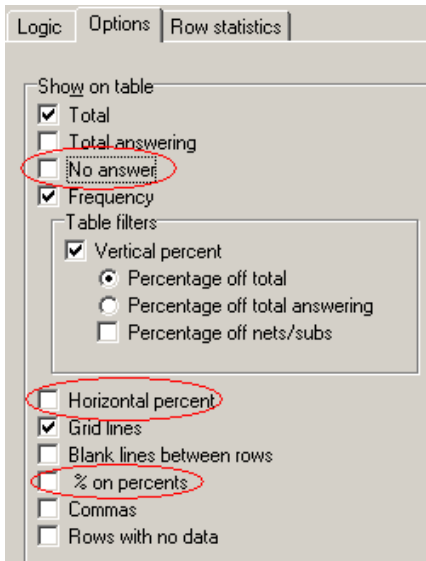 Logic Options Row statistics
Show on table
Total
Total answering
No answer
Frequency
Table filters
Vertical percent
Percentage off total
Percentage off total answering
Percentage off nets/subs
Horizontal percent
Grid lines
Blank lines between rows
% on percents
Commas
Rows with no data